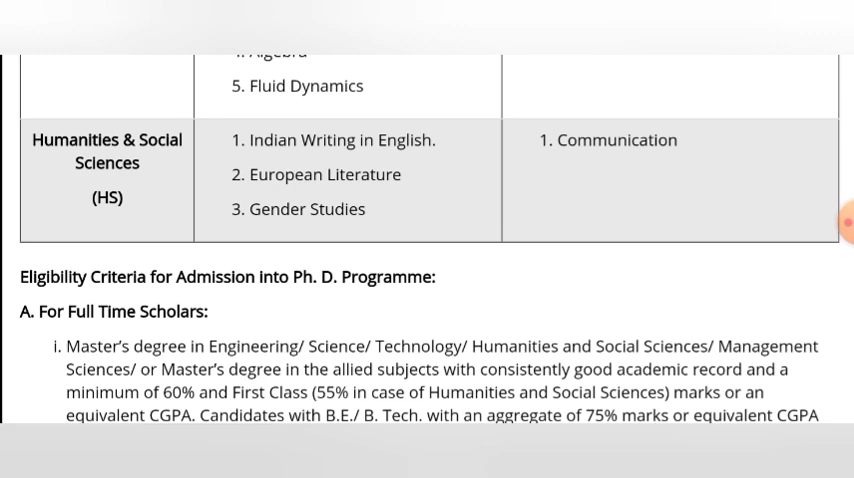 5. Fluid Dynamics
Humanities & Social
Sciences
(HS)
1. Indian Writing in English.
2. European Literature
3. Gender Studies
1. Communication
Eligibility Criteria for Admission into Ph. D. Programme:
A. For Full Time Scholars:
i. Master's degree in Engineering/ Science/ Technology/ Humanities and Social Sciences/ Management
Sciences/ or Master's degree in the allied subjects with consistently good academic record and a
minimum of 60% and First Class (55% in case of Humanities and Social Sciences) marks or an
equivalent CGPA. Candidates with B.E./ B. Tech. with an aggregate of 75% marks or equivalent CGPA